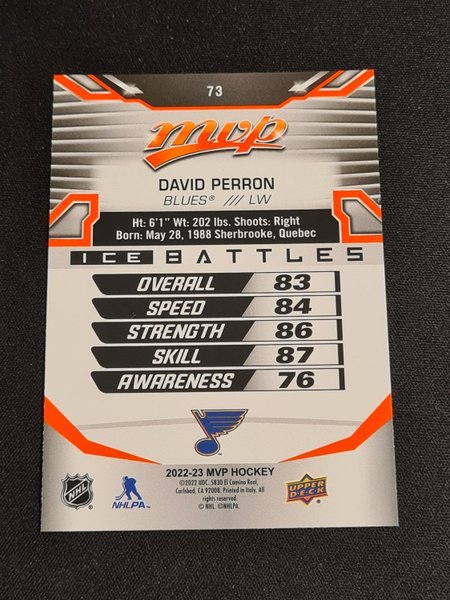 73
mvp
DAVID PERRON
BLUES® /// LW
Ht: 6'1" Wt: 202 lbs. Shoots: Right
Born: May 28, 1988 Sherbrooke, Quebec
ICE BATTLES
OVERALL 83
SPEED 84
STRENGTH 86
SKILL 87
AWARENESS 76
2022-23 MVP HOCKEY
©2022 UDC. 5830 El Camino Real,
Carlsbad, CA 92008. Printed in Italy. All
rights reserved.
© NHL. ©NHLPA.
NHL
NHLPA
UPPER
DECK